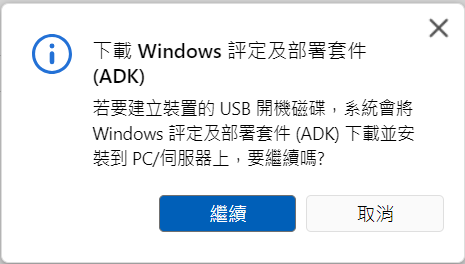 下載 Windows 評定及部署套件
(ADK)
若要建立裝置的 USB 開機磁碟，系統會將
Windows 評定及部署套件 (ADK) 下載並安
裝到 PC/伺服器上，要繼續嗎?
繼續
取消